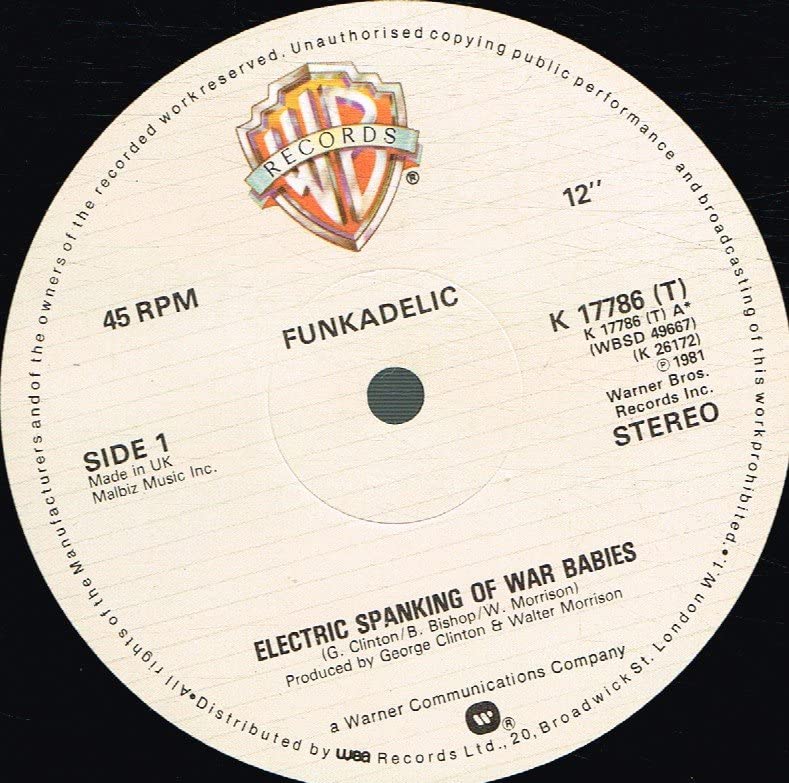 All rights of the Manufacturers and of the owners of the recorded work reserved. Unauthorised copying public performance and broadcasting of this work prohibited.
WB
RECORDS
®
12"
45 RPM
FUNKADELIC
K 17786 (T)
K 17786 (T) A*
(WBSD 49667)
(K 26172)
℗ 1981
Warner Bros.
Records Inc.
STEREO
SIDE 1
Made in UK
Malbiz Music Inc.
ELECTRIC SPANKING OF WAR BABIES
(G. Clinton/B. Bishop/W. Morrison)
Produced by George Clinton & Walter Morrison
a Warner Communications Company
®
•Distributed by wea Records Ltd., 20, Broadwick St. London W.1.•